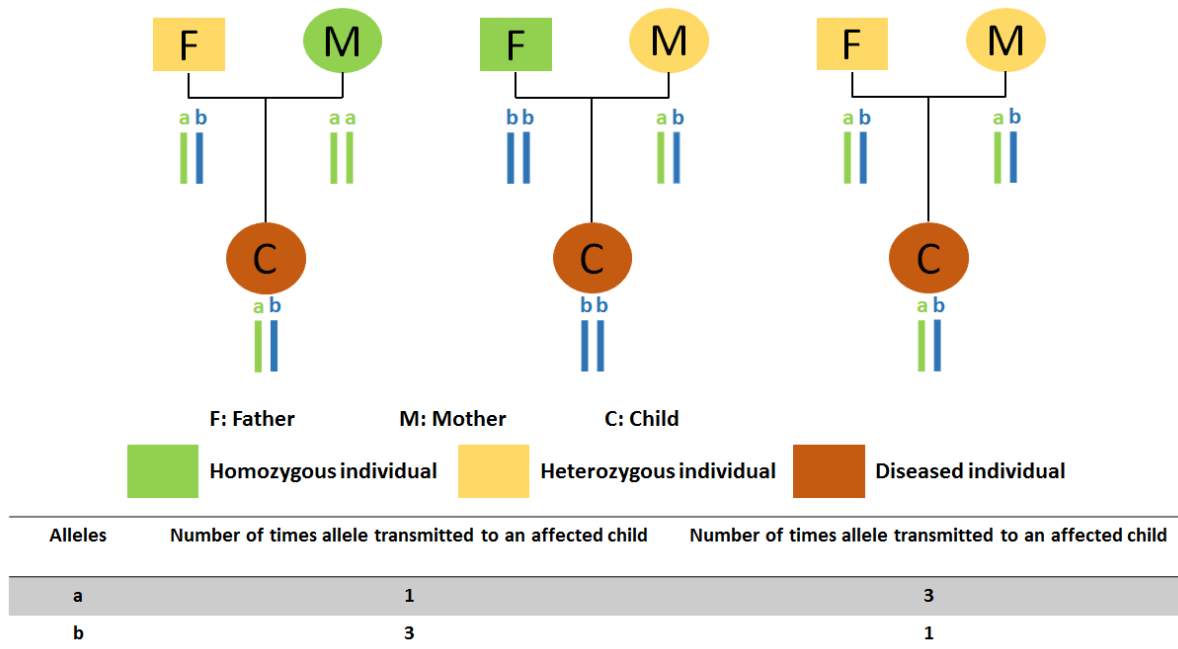 F M F M F M
a b a a b b a b a b a b
C C C
a b b b a b
F: Father M: Mother C: Child
Homozygous individual Heterozygous individual Diseased individual
Alleles Number of times allele transmitted to an affected child Number of times allele transmitted to an affected child
a 1 3
b 3 1